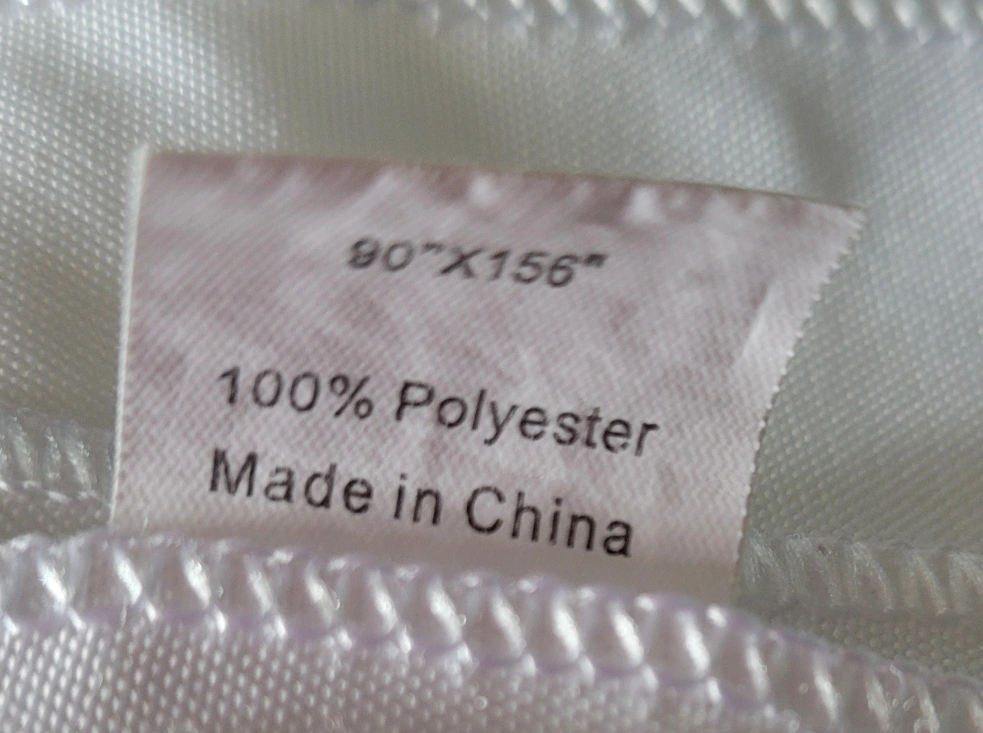 90"X156"
100% Polyester
Made in China